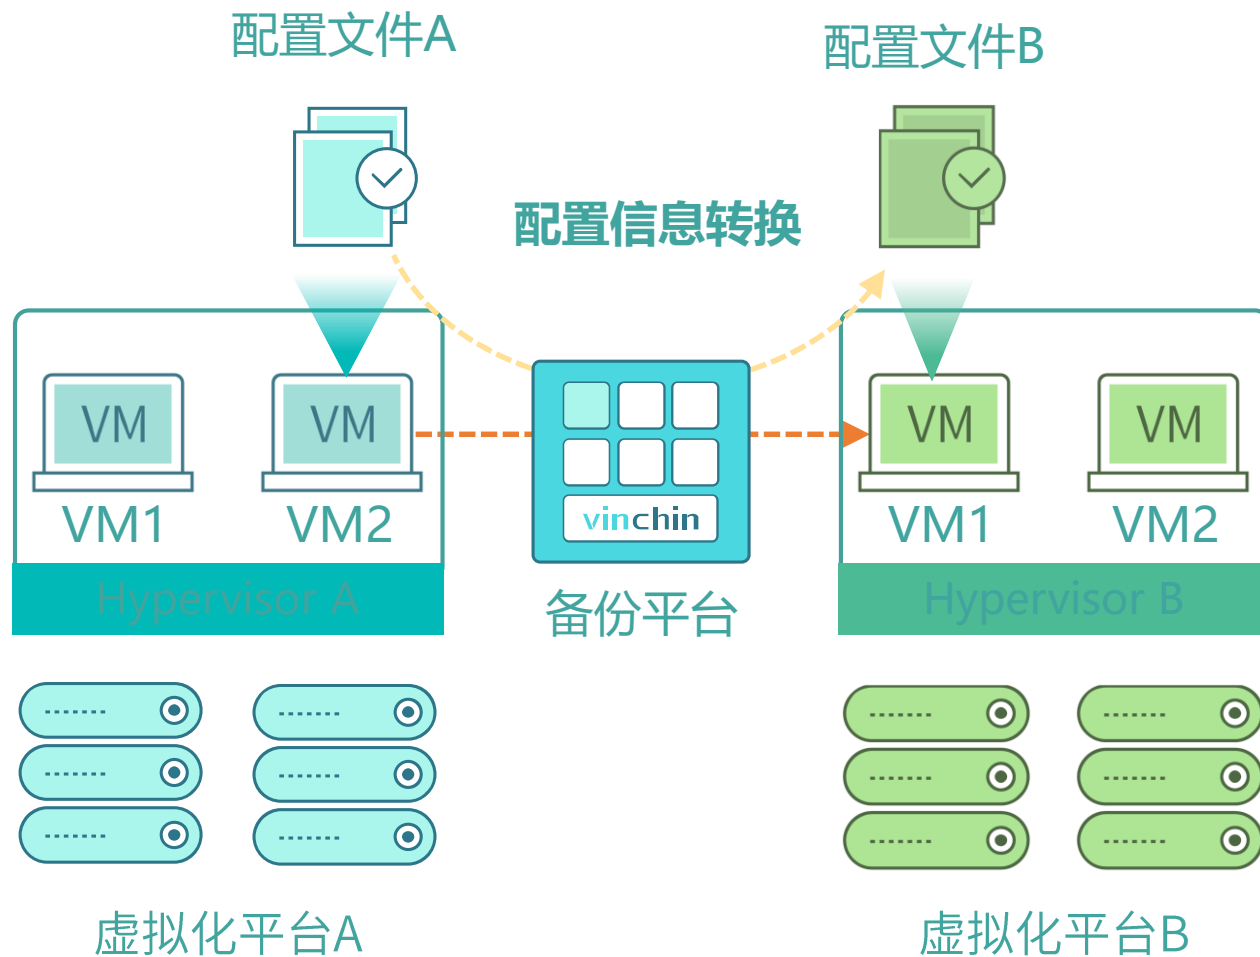 配置文件A
配置文件B
配置信息转换
VM
VM
VM
VM
VM1
VM2
vinchin
VM1
VM2
Hypervisor A
备份平台
Hypervisor B
虚拟化平台A
虚拟化平台B